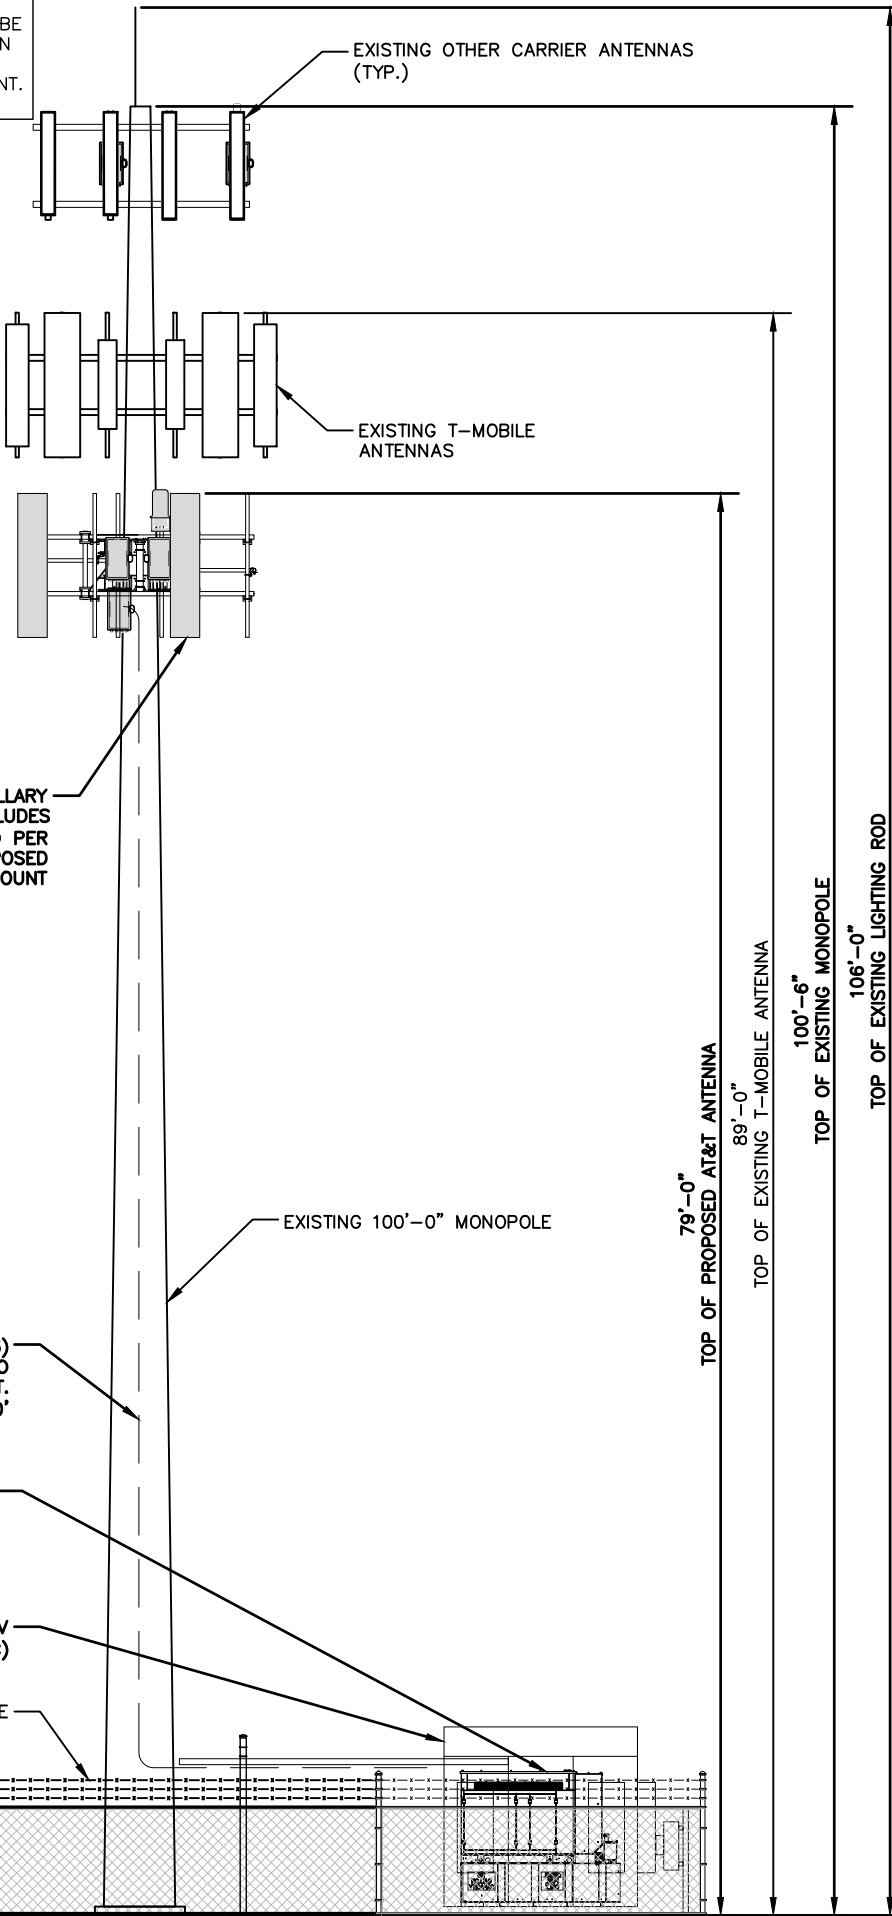 BE
N
NT.
EXISTING OTHER CARRIER ANTENNAS
(TYP.)
EXISTING T-MOBILE
ANTENNAS
LLARY
LUDES
PER
POSED
OUNT
EXISTING 100'-0" MONOPOLE
79'-0"
TOP OF PROPOSED AT&T ANTENNA
89'-0"
TOP OF EXISTING T-MOBILE ANTENNA
100'-6"
TOP OF EXISTING MONOPOLE
106'-0"
TOP OF EXISTING LIGHTING ROD
E